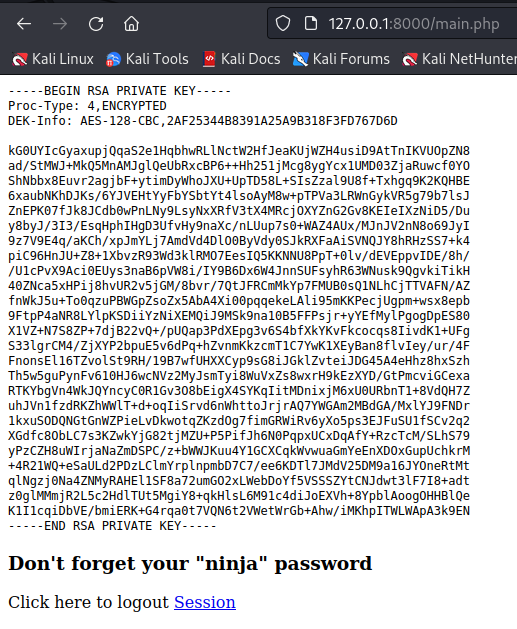 127.0.0.1:8000/main.php
Kali Linux Kali Tools Kali Docs Kali Forums Kali NetHunter
-----BEGIN RSA PRIVATE KEY-----
Proc-Type: 4,ENCRYPTED
DEK-Info: AES-128-CBC,2AF25344B8391A25A9B318F3FD767D6D
kG0UYIcGyaxupjQqaS2e1HqbhwRLlNctW2HfJeaKUjWZH4usiD9AtTnIKVUOpZN8
ad/StMWJ+MkQ5MnAMJglQeUbRxcBP6++Hh251jMcg8ygYcx1UMD03ZjaRuwcf0YO
ShNbbx8Euvr2agjbF+ytimDyWhoJXU+UpTD58L+SIsZzal9U8f+Txhgq9K2KQHBE
6xaubNKhDJKs/6YJVEHtYyFbYSbtYt4lsoAyM8w+pTPVa3LRWnGykVR5g79b7lsJ
ZnEPK07fJk8JCdb0wPnLNy9LsyNxXRfV3tX4MRcjOXYZnG2Gv8KEIeIXzNiD5/Du
y8byJ/3I3/EsqHphIHgD3UfvHy9naXc/nLUup7s0+WAZ4AUx/MJnJV2nN8o69JyI
9z7V9E4q/aKCh/xpJmYLj7AmdVd4DlO0ByVdy0SJkRXFaAiSVNQJY8hRHzSS7+k4
piC96HnJU+Z8+1XbvzR93Wd3klRMO7EesIQ5KKNNU8PpT+0lv/dEVEppvIDE/8h/
/U1cPvX9Aci0EUys3naB6pVW8i/IY9B6Dx6W4JnnSUFsyhR63WNusk9QgvkiTikH
40ZNca5xHPij8hvUR2v5jGM/8bvr/7QtJFRCmMkYp7FMUB0sQ1NLhCjTTVAFN/AZ
fnWkJ5u+To0qzuPBWGpZsoZx5AbA4Xi00pqqekeLAli95mKKPecjUgpm+wsx8epb
9FtpP4aNR8LYlpKSDiiYzNiXEMQiJ9MSk9na10B5FFPsjr+yYEfMylPgogDpES80
X1VZ+N7S8ZP+7djB22vQ+/pUQap3PdXEpg3v6S4bfXkYKvFkcocqs8IivdK1+UFg
S33lgrCM4/ZjXYP2bpuE5v6dPq+hZvnmKkzcmT1C7YwK1XEyBan8flvIey/ur/4F
FnonsEl16TZvolSt9RH/19B7wfUHXXCyp9sG8iJGklZvteiJDG45A4eHhz8hxSzh
Th5w5guPynFv610HJ6wcNVz2MyJsmTyi8WuVxZs8wxrH9kEzXYD/GtPmcviGCexa
RTKYbgVn4WkJQYncyC0R1Gv3O8bEigX4SYKqIitMDnixjM6xU0URbnT1+8VdQH7Z
uhJVn1fzdRKZhWWlT+d+oqIiSrvd6nWhttoJrjrAQ7YWGAm2MBdGA/MxlYJ9FNDr
1kxuSODQNGtGnWZPieLvDkwotqZKzdOg7fimGRWiRv6yXo5ps3EJFuSU1fSCv2q2
XGdfc8ObLC7s3KZwkYjG82tjMZU+P5PifJh6N0PqpxUCxDqAfY+RzcTcM/SLhS79
yPzCZH8uWIrjaNaZmDSPC/z+bWWJKuu4Y1GCXCqkWvwuaGmYeEnXDOxGupUchkrM
+4R21WQ+eSaULd2PDzLClmYrplnpmbD7C7/ee6KDTl7JMdV25DM9a16JYOneRtMt
qlNgzj0Na4ZNMyRAHEl1SF8a72umGO2xLWebDoYf5VSSSZYtCNJdwt3lF7I8+adt
z0glMMmjR2L5c2HdlTUt5MgiY8+qkHlsL6M91c4diJoEXVh+8YpblAoogOHHBlQe
K1I1cqiDbVE/bmiERK+G4rqa0t7VQN6t2VWetWrGb+Ahw/iMKhpITWLWApA3k9EN
-----END RSA PRIVATE KEY-----
Don't forget your "ninja" password
Click here to logout Session